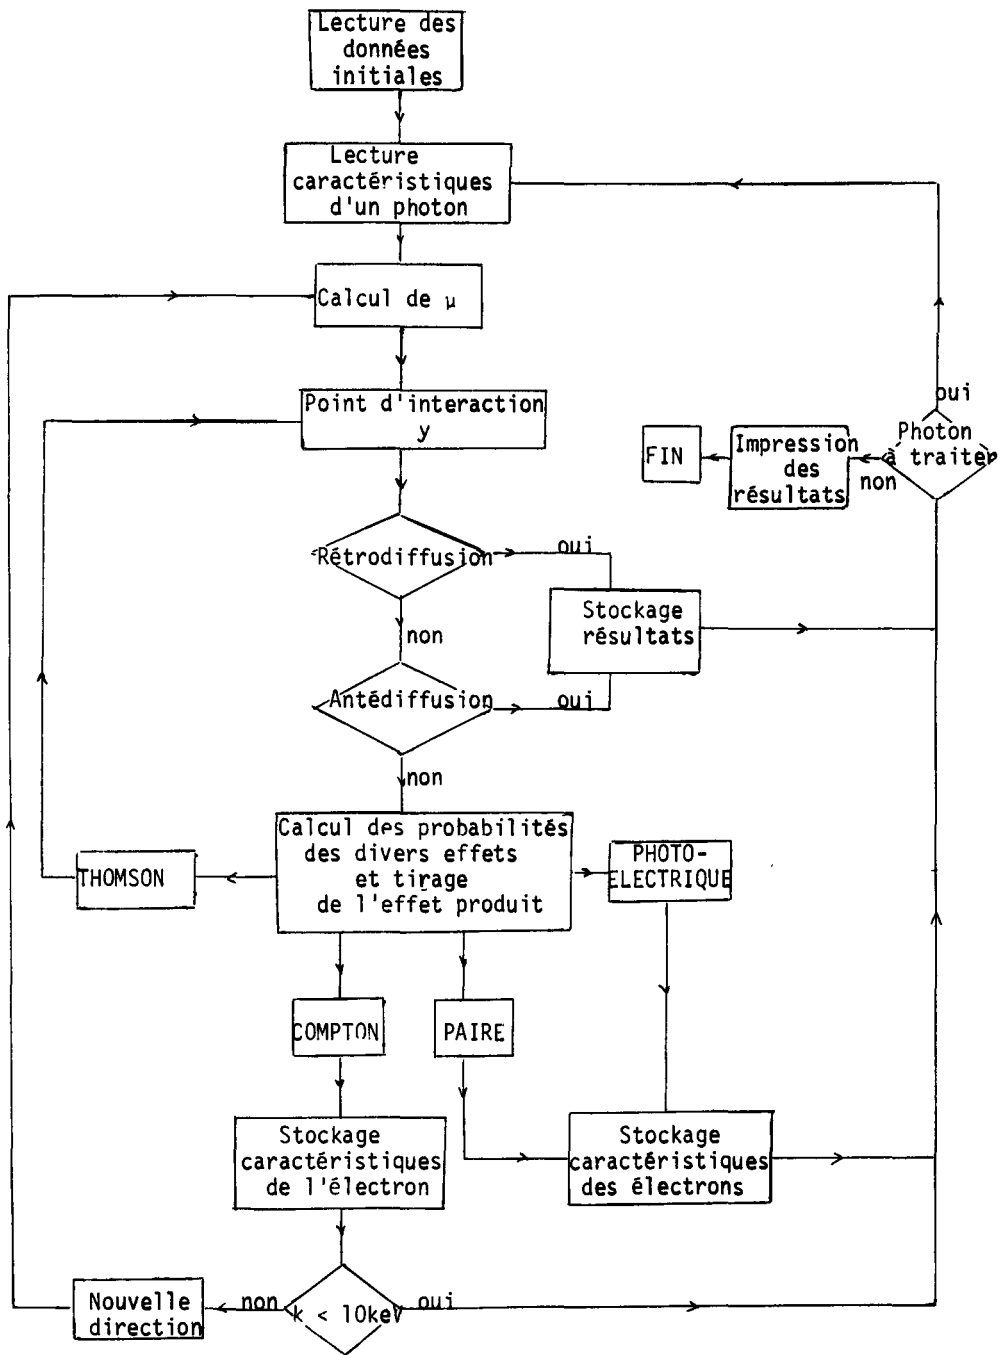 Lecture des
données
initiales
Lecture
caractéristiques
d'un photon
Calcul de μ
Point d'interaction
y
oui
Photon
à traiter
non
Impression
des
résultats
FIN
Rétrodiffusion
oui
non
Stockage
résultats
Antédiffusion
oui
non
Calcul des probabilités
des divers effets
et tirage
de l'effet produit
THOMSON
PHOTO-
ELECTRIQUE
COMPTON
PAIRE
Stockage
caractéristiques
de l'électron
Stockage
caractéristiques
des électrons
k < 10keV
oui
non
Nouvelle
direction